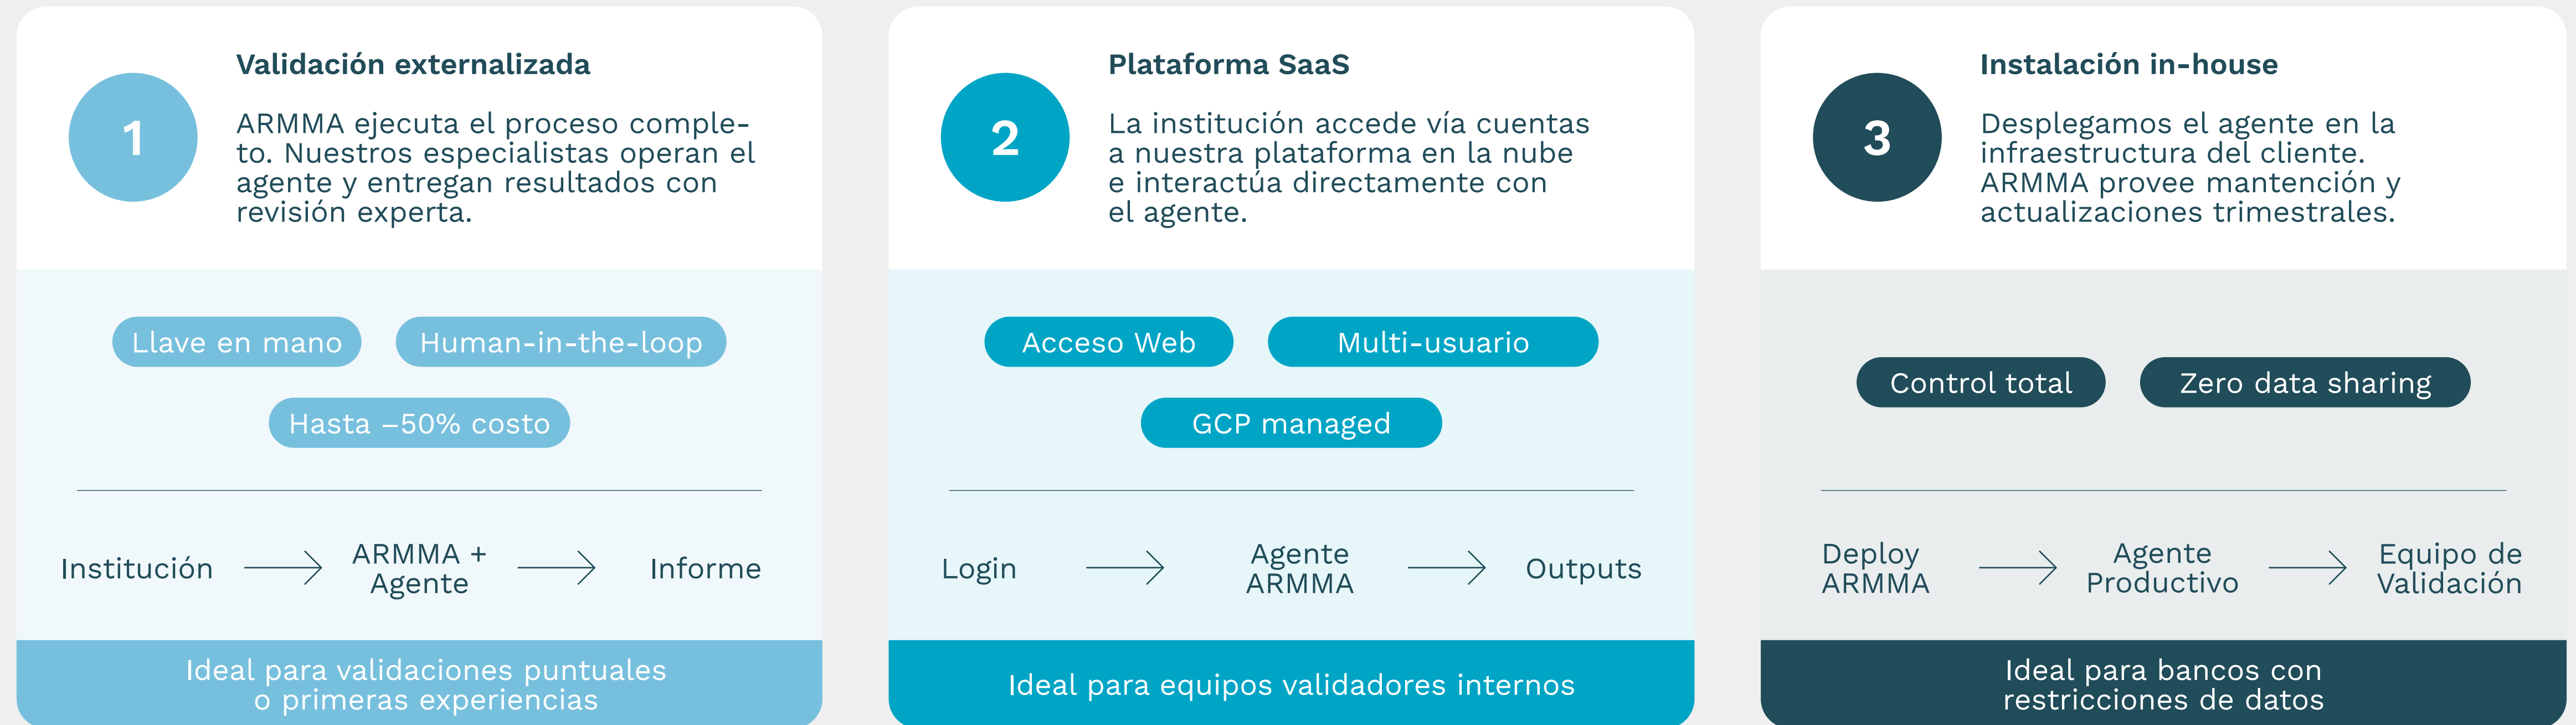 1
Validación externalizada
ARMMA ejecuta el proceso comple-
to. Nuestros especialistas operan el
agente y entregan resultados con
revisión experta.
Llave en mano
Human-in-the-loop
Hasta –50% costo
Institución
ARMMA +
Agente
Informe
Ideal para validaciones puntuales
o primeras experiencias
2
Plataforma SaaS
La institución accede vía cuentas
a nuestra plataforma en la nube
e interactúa directamente con
el agente.
Acceso Web
Multi-usuario
GCP managed
Login
Agente
ARMMA
Outputs
Ideal para equipos validadores internos
3
Instalación in-house
Desplegamos el agente en la
infraestructura del cliente.
ARMMA provee mantención y
actualizaciones trimestrales.
Control total
Zero data sharing
Deploy
ARMMA
Agente
Productivo
Equipo de
Validación
Ideal para bancos con
restricciones de datos